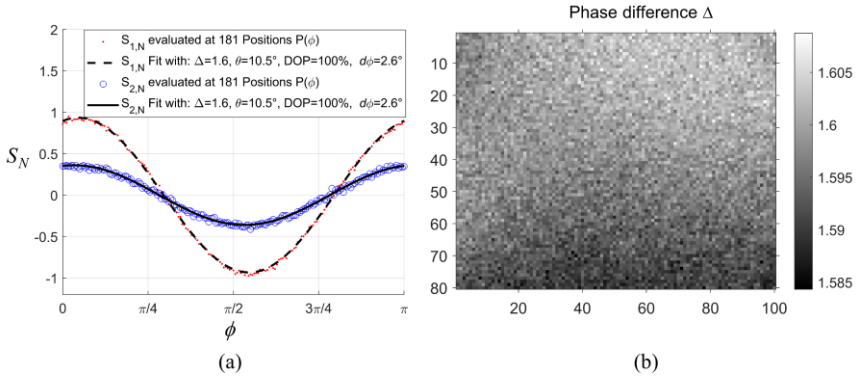 (a)
S1,N evaluated at 181 Positions P(ϕ)
S1,N Fit with: Δ=1.6, θ=10.5°, DOP=100%, dϕ=2.6°
S2,N evaluated at 181 Positions P(ϕ)
S2,N Fit with: Δ=1.6, θ=10.5°, DOP=100%, dϕ=2.6°
2
1.5
1
0.5
0
-0.5
-1
SN
0 π/4 π/2 3π/4 π
ϕ
(a)
Phase difference Δ
10
20
30
40
50
60
70
80
20 40 60 80 100
1.605
1.6
1.595
1.59
1.585
(b)